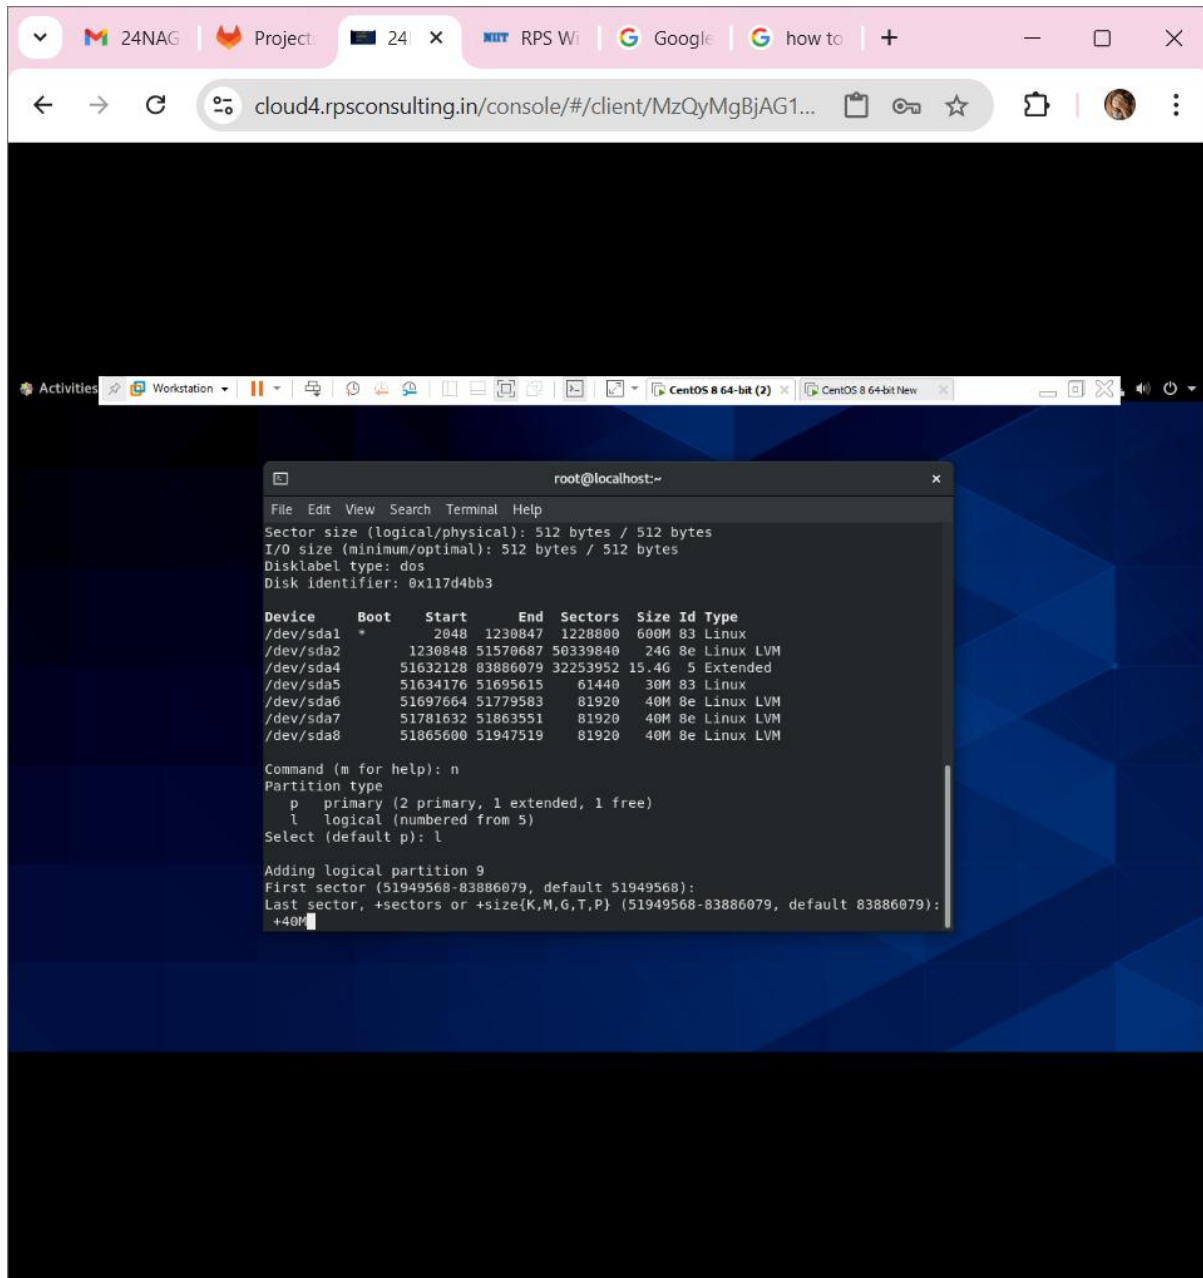 24NAG Project 24 × NIIT RPS Wi G Google G how to +
cloud4.rpsconsulting.in/console/#/client/MzQyMgBjAG1...
Activities Workstation CentOS 8 64-bit (2) × CentOS 8 64-bit New ×
root@localhost:~
File Edit View Search Terminal Help
Sector size (logical/physical): 512 bytes / 512 bytes
I/O size (minimum/optimal): 512 bytes / 512 bytes
Disklabel type: dos
Disk identifier: 0x117d4bb3
Device Boot Start End Sectors Size Id Type
/dev/sda1 * 2048 1230847 1228800 600M 83 Linux
/dev/sda2 1230848 51570687 50339840 24G 8e Linux LVM
/dev/sda4 51632128 83886079 32253952 15.4G 5 Extended
/dev/sda5 51634176 51695615 61440 30M 83 Linux
/dev/sda6 51697664 51779583 81920 40M 8e Linux LVM
/dev/sda7 51781632 51863551 81920 40M 8e Linux LVM
/dev/sda8 51865600 51947519 81920 40M 8e Linux LVM
Command (m for help): n
Partition type
p primary (2 primary, 1 extended, 1 free)
l logical (numbered from 5)
Select (default p): l
Adding logical partition 9
First sector (51949568-83886079, default 51949568):
Last sector, +sectors or +size{K,M,G,T,P} (51949568-83886079, default 83886079):
+40M